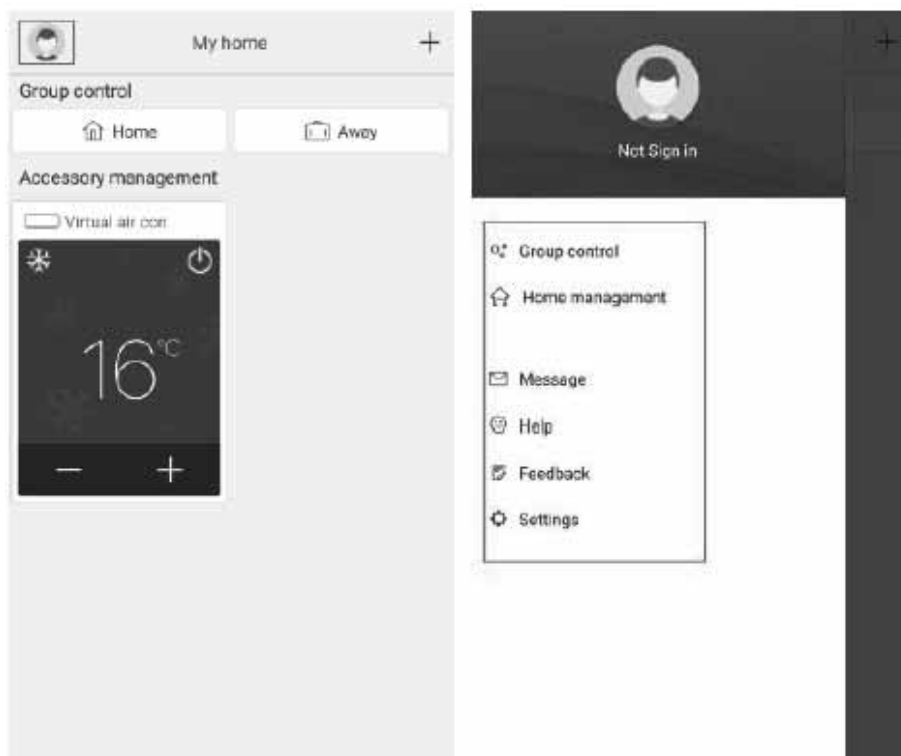 My home
Group control
Home
Away
Accessory management
Virtual air con
16°C
Not Sign in
Group control
Home management
Message
Help
Feedback
Settings